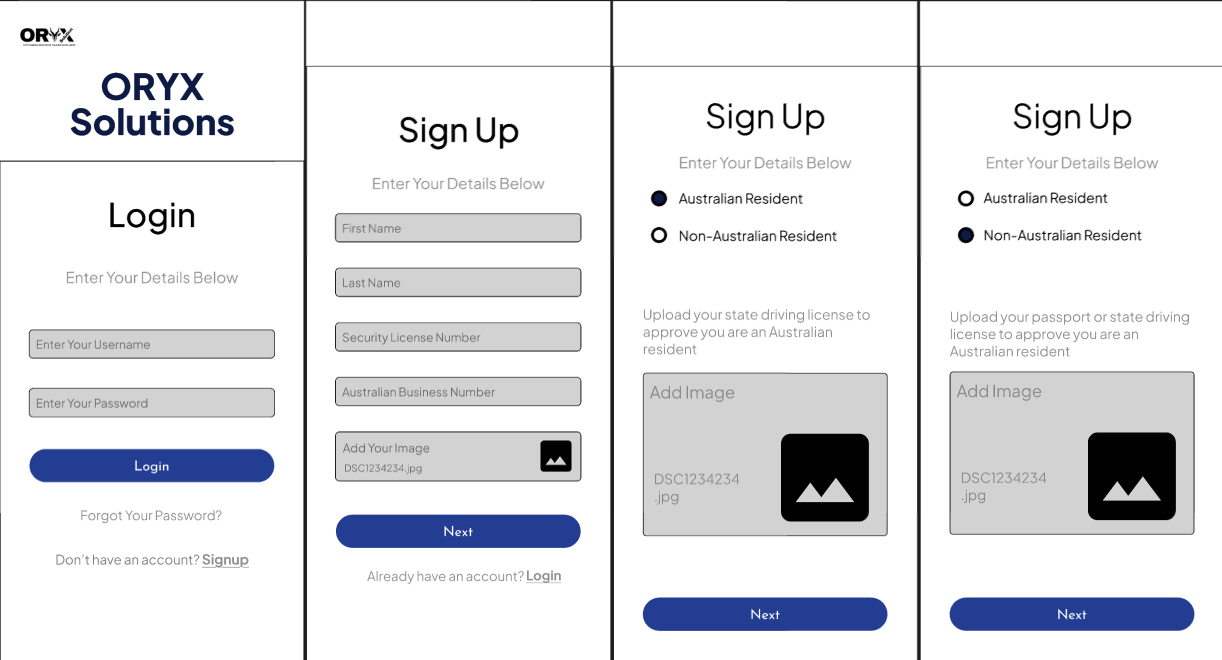 ORYX
ORYX
Solutions
Login
Enter Your Details Below
Enter Your Username
Enter Your Password
Login
Forgot Your Password?
Don't have an account? Signup
Sign Up
Enter Your Details Below
First Name
Last Name
Security License Number
Australian Business Number
Add Your Image
DSC1234234.jpg
Next
Already have an account? Login
Sign Up
Enter Your Details Below
Australian Resident
Non-Australian Resident
Upload your state driving license to
approve you are an Australian
resident
Add Image
DSC1234234
.jpg
Next
Sign Up
Enter Your Details Below
Australian Resident
Non-Australian Resident
Upload your passport or state driving
license to approve you are an
Australian resident
Add Image
DSC1234234
.jpg
Next